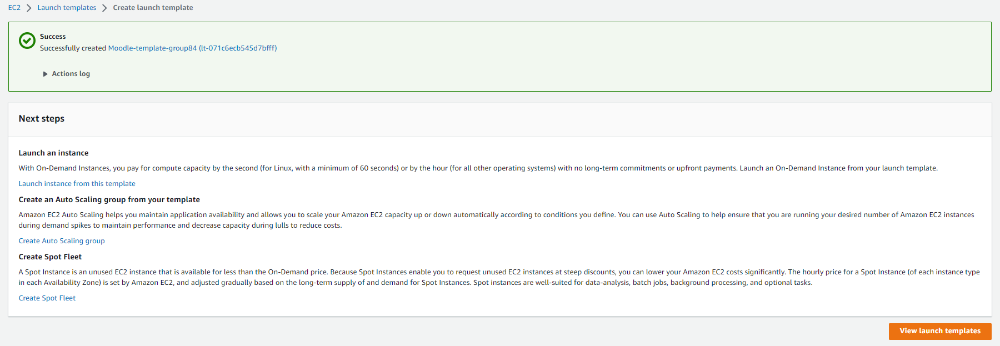 EC2 > Launch templates > Create launch template
Success
Successfully created Moodle-template-group84 (lt-071c6ecb545d7bfff)
Actions log
Next steps
Launch an instance
With On-Demand Instances, you pay for compute capacity by the second (for Linux, with a minimum of 60 seconds) or by the hour (for all other operating systems) with no long-term commitments or upfront payments. Launch an On-Demand Instance from your launch template.
Launch instance from this template
Create an Auto Scaling group from your template
Amazon EC2 Auto Scaling helps you maintain application availability and allows you to scale your Amazon EC2 capacity up or down automatically according to conditions you define. You can use Auto Scaling to help ensure that you are running your desired number of Amazon EC2 instances
during demand spikes to maintain performance and decrease capacity during lulls to reduce costs.
Create Auto Scaling group
Create Spot Fleet
A Spot Instance is an unused EC2 instance that is available for less than the On-Demand price. Because Spot Instances enable you to request unused EC2 instances at steep discounts, you can lower your Amazon EC2 costs significantly. The hourly price for a Spot Instance (of each instance type
in each Availability Zone) is set by Amazon EC2, and adjusted gradually based on the long-term supply of and demand for Spot Instances. Spot instances are well-suited for data-analysis, batch jobs, background processing, and optional tasks.
Create Spot Fleet
View launch templates